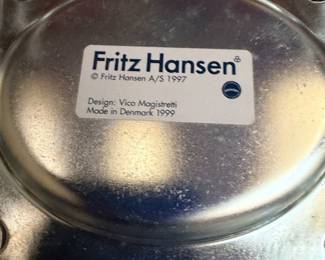 Fritz Hansen
© Fritz Hansen A/S 1997
Design: Vico Magistretti
Made in Denmark 1999